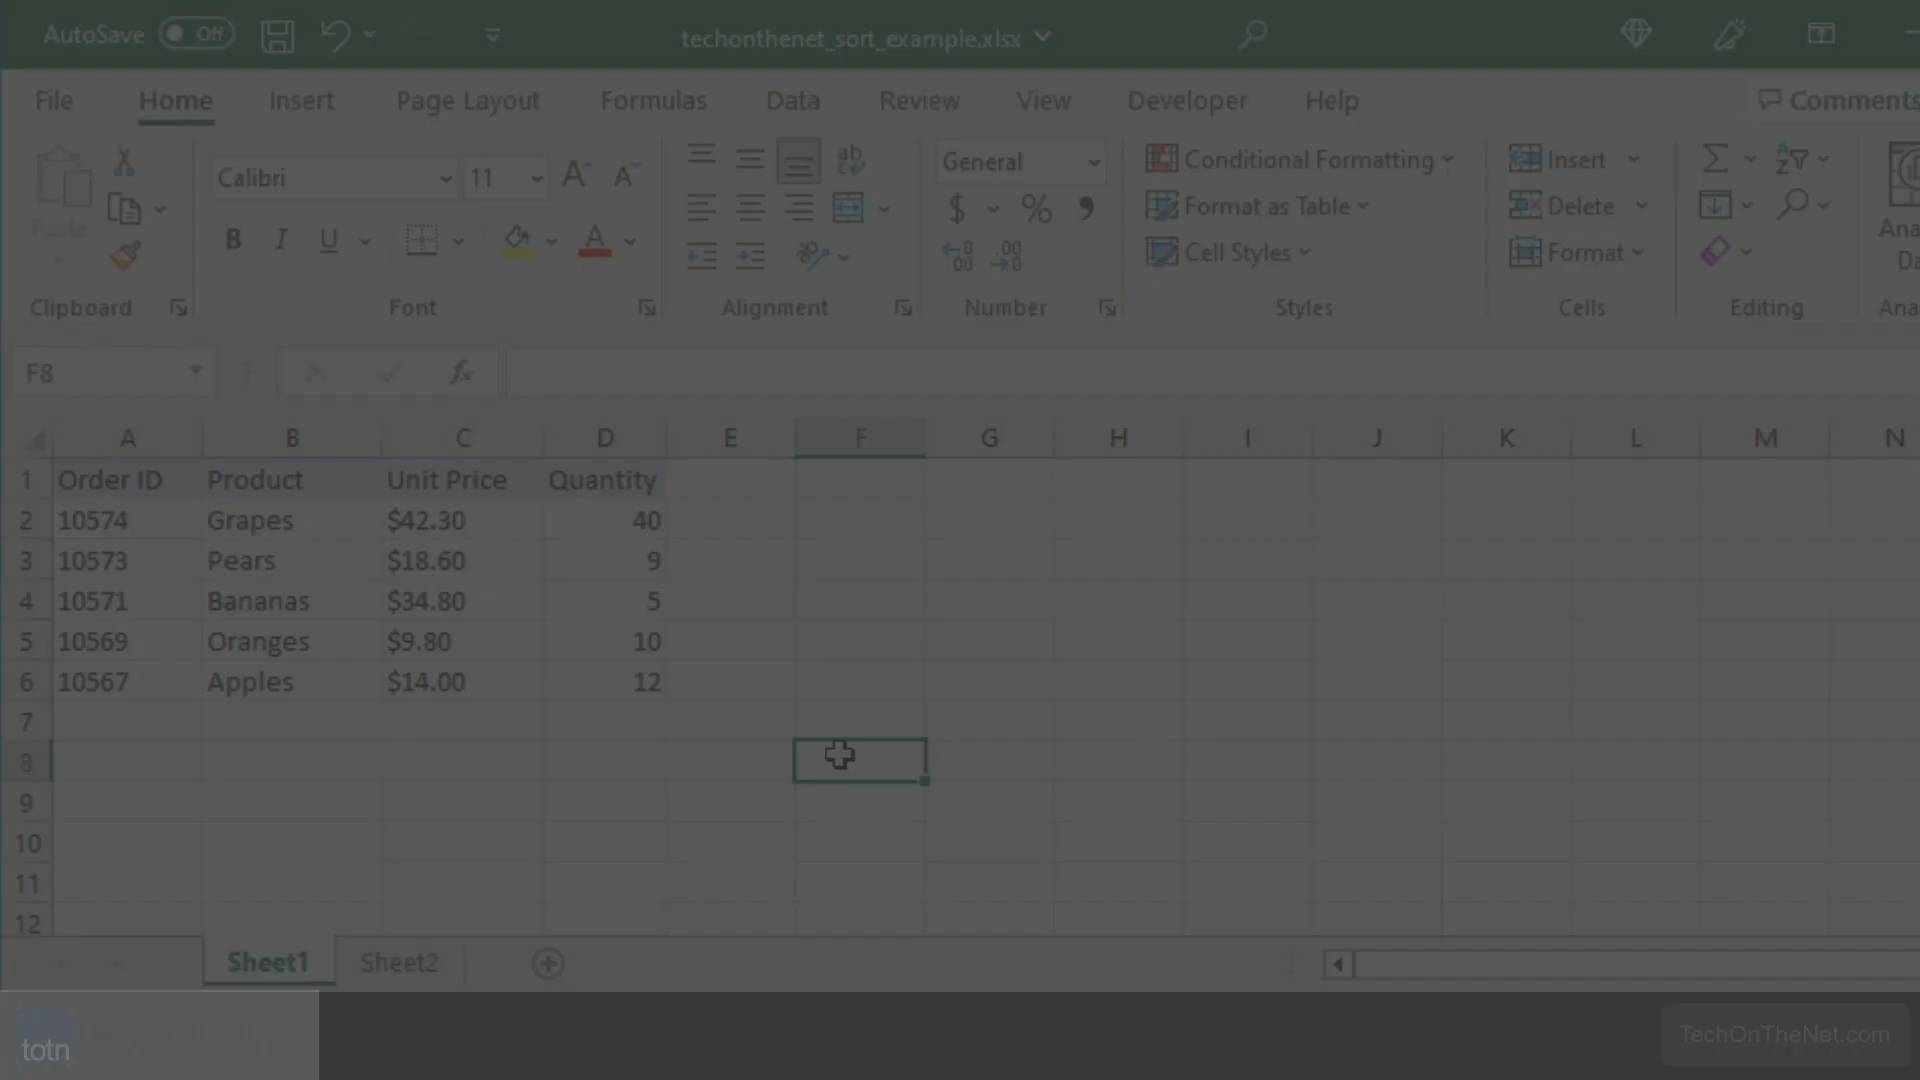 AutoSave Off techonthenet_sort_example.xlsx
File Home Insert Page Layout Formulas Data Review View Developer Help Comments
Paste Calibri 11 General Conditional Formatting Insert
$ % Format as Table Delete
B I U Cell Styles Format
Clipboard Font Alignment Number Styles Cells Editing
F8 fx
A B C D E F G H I J K L M N
1 Order ID Product Unit Price Quantity
2 10574 Grapes $42.30 40
3 10573 Pears $18.60 9
4 10571 Bananas $34.80 5
5 10569 Oranges $9.80 10
6 10567 Apples $14.00 12
7
8
9
10
11
12
Sheet1 Sheet2
totn TechOnTheNet.com